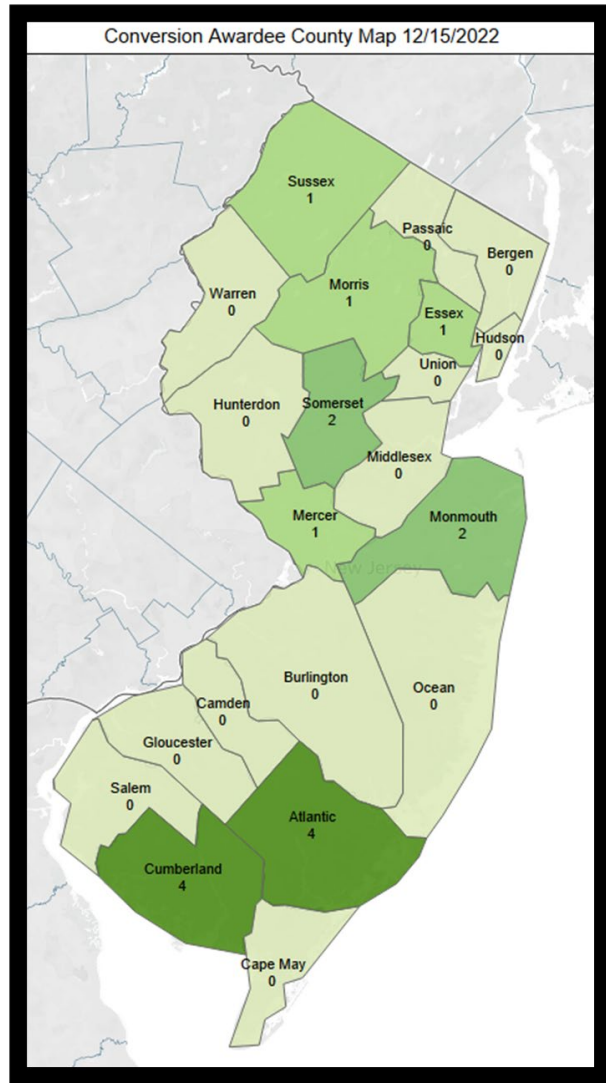 Conversion Awardee County Map 12/15/2022
Sussex
1
Passaic
0
Bergen
0
Warren
0
Morris
1
Essex
1
Hudson
0
Union
0
Hunterdon
0
Somerset
2
Middlesex
0
Mercer
1
Monmouth
2
New Jersey
Burlington
0
Ocean
0
Camden
0
Gloucester
0
Salem
0
Atlantic
4
Cumberland
4
Cape May
0